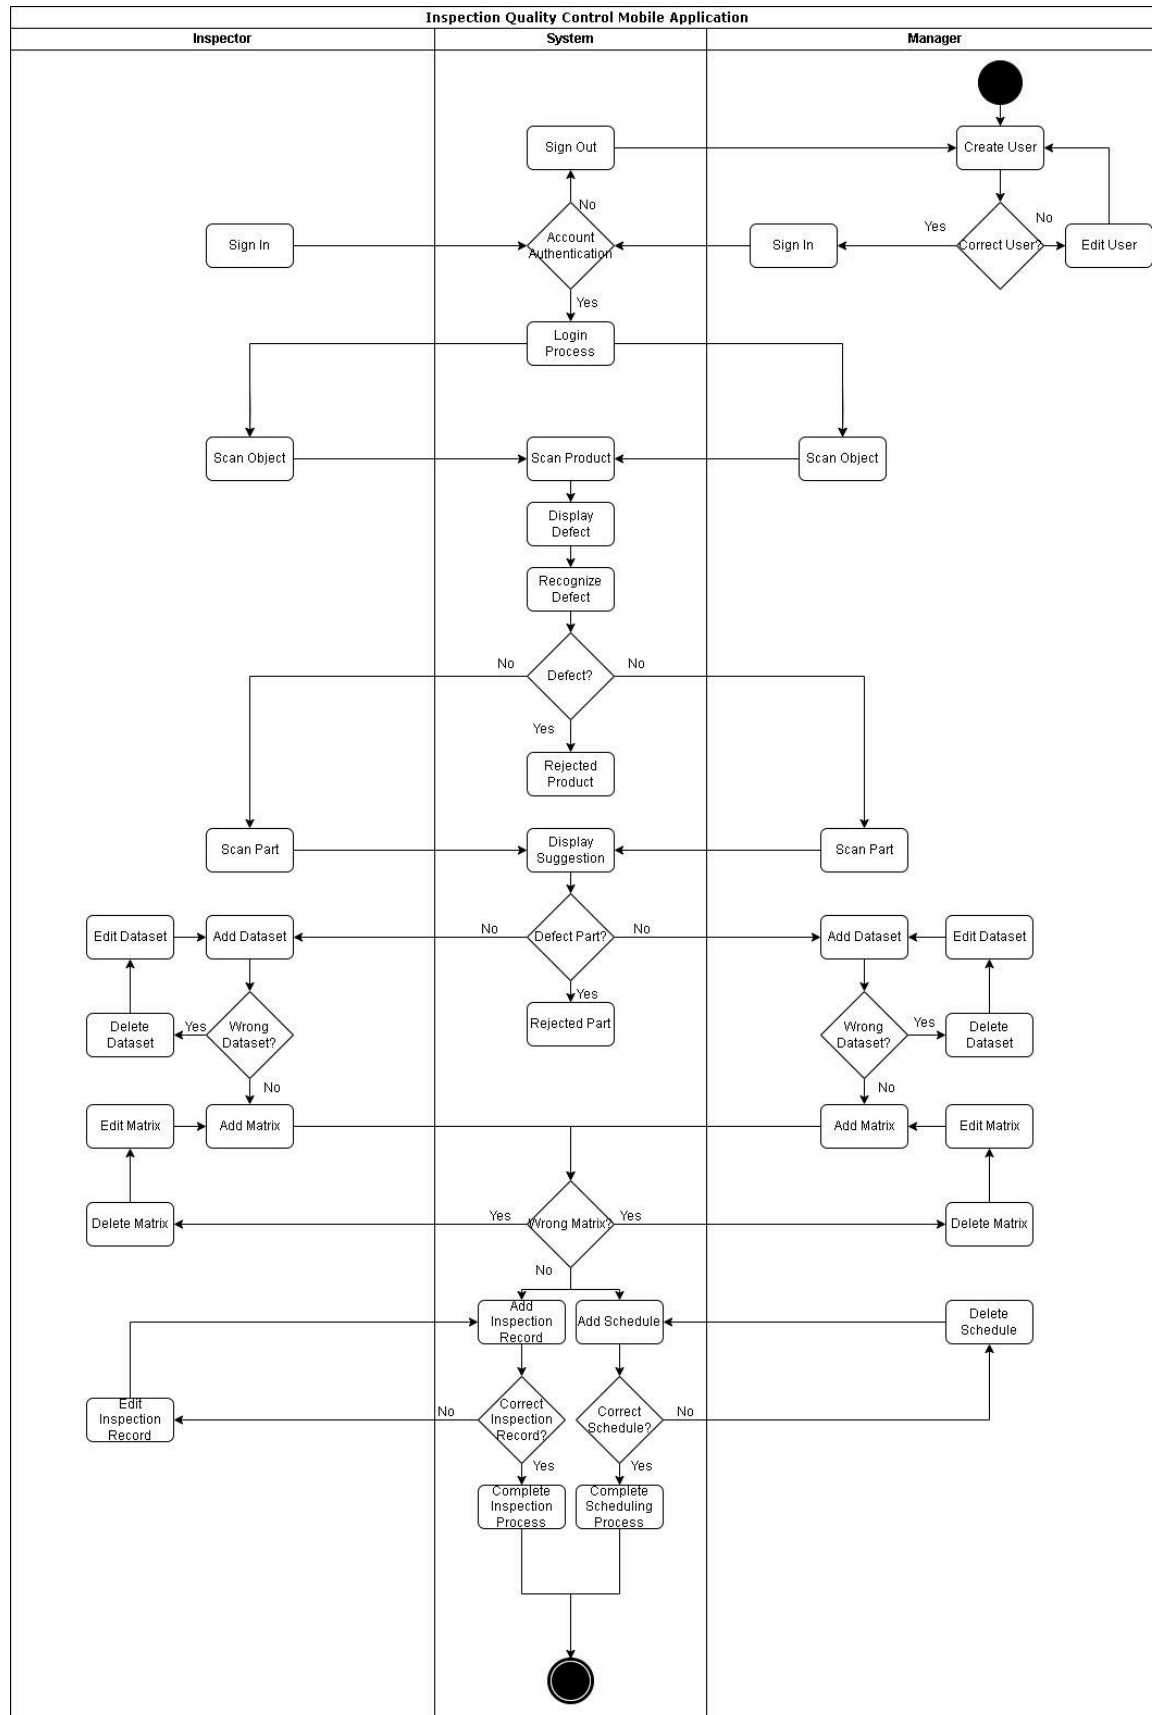 Inspection Quality Control Mobile Application
Inspector
System
Manager
Sign Out
Create User
No
Sign In
Account
Authentication
Sign In
Yes
Correct User?
No
Edit User
Yes
Login
Process
Scan Object
Scan Product
Scan Object
Display
Defect
Recognize
Defect
No
Defect?
No
Yes
Rejected
Product
Scan Part
Display
Suggestion
Scan Part
Edit Dataset
Add Dataset
No
Defect Part?
No
Add Dataset
Edit Dataset
Yes
Rejected Part
Delete
Dataset
Yes
Wrong
Dataset?
Wrong
Dataset?
Yes
Delete
Dataset
No
No
Edit Matrix
Add Matrix
Add Matrix
Edit Matrix
Delete Matrix
Yes
Wrong Matrix?
Yes
Delete Matrix
No
Add
Inspection
Record
Add Schedule
Delete
Schedule
Edit
Inspection
Record
No
Correct
Inspection
Record?
Correct
Schedule?
No
Yes
Yes
Complete
Inspection
Process
Complete
Scheduling
Process